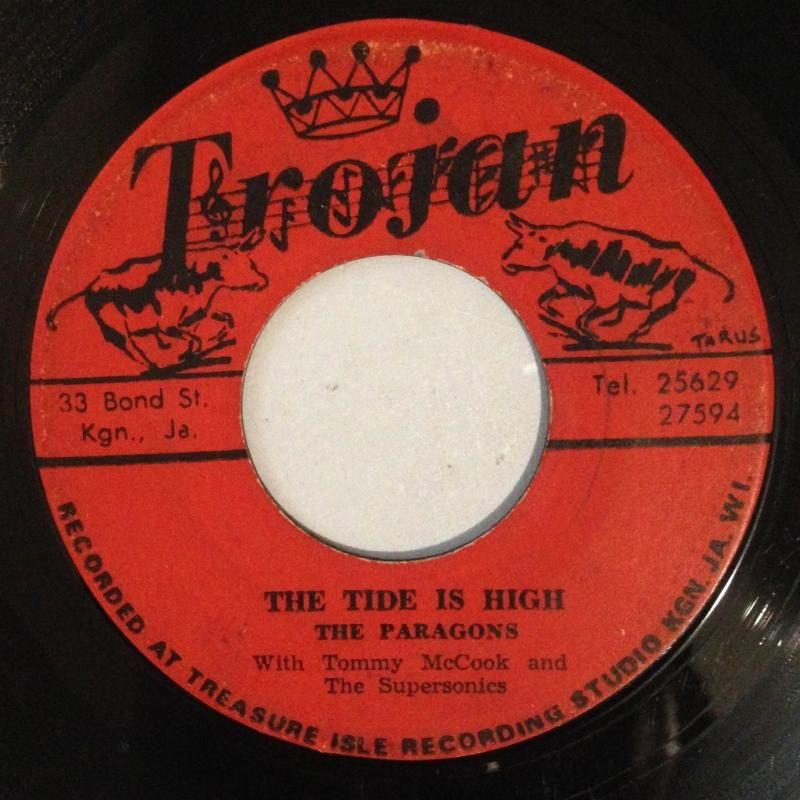 Trojan
TARUS
33 Bond St.
Kgn., Ja.
Tel. 25629
27594
THE TIDE IS HIGH
THE PARAGONS
With Tommy McCook and
The Supersonics
RECORDED AT TREASURE ISLE RECORDING STUDIO KGN. JA. W.I.